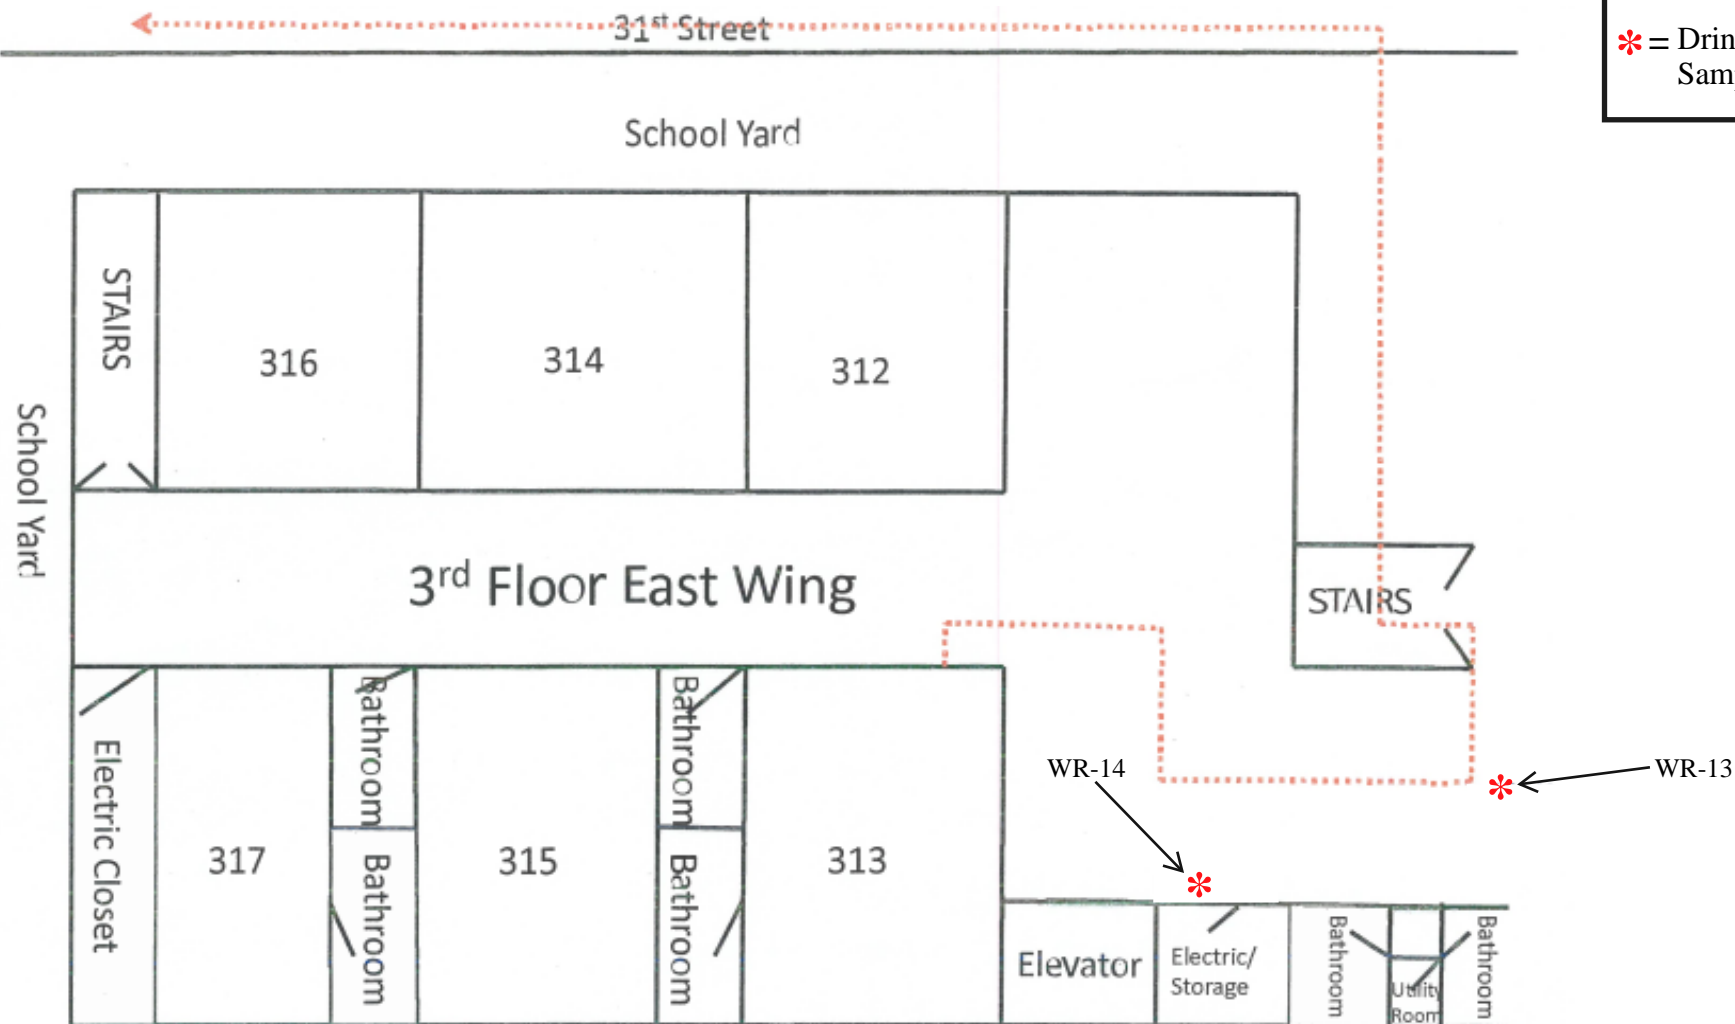 31st Street
* = Drin
Sam
School Yard
STAIRS
316
314
312
School Yard
3rd Floor East Wing
STAIRS
Bathroom
Bathroom
WR-14
WR-13
Electric Closet
317
Bathroom
315
Bathroom
313
Elevator
Electric/
Storage
Bathroom
Utility
Room
Bathroom